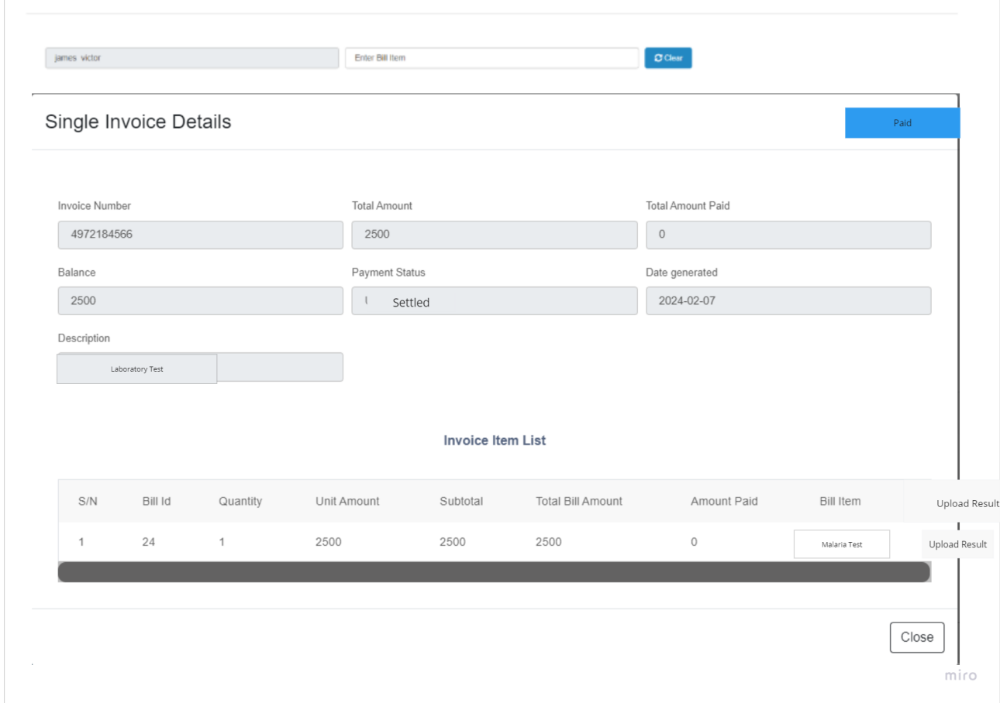 james victor Enter Bill Item Clear
Single Invoice Details Paid
Invoice Number Total Amount Total Amount Paid
4972184566 2500 0
Balance Payment Status Date generated
2500 Settled 2024-02-07
Description
Laboratory Test
Invoice Item List
S/N Bill Id Quantity Unit Amount Subtotal Total Bill Amount Amount Paid Bill Item Upload Result
1 24 1 2500 2500 2500 0 Malaria Test Upload Result
Close
miro